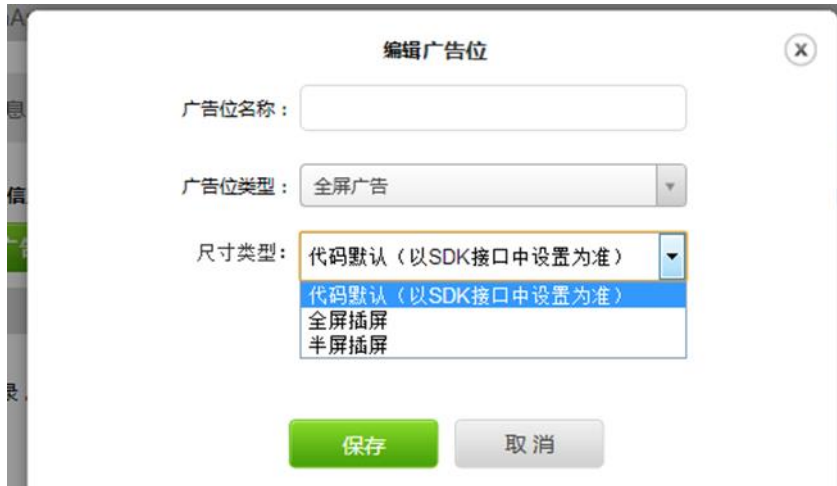 编辑广告位
x
广告位名称：
息
广告位类型： 全屏广告
信
尺寸类型： 代码默认（以SDK接口中设置为准）
代码默认（以SDK接口中设置为准）
全屏插屏
半屏插屏
录，
保存 取消